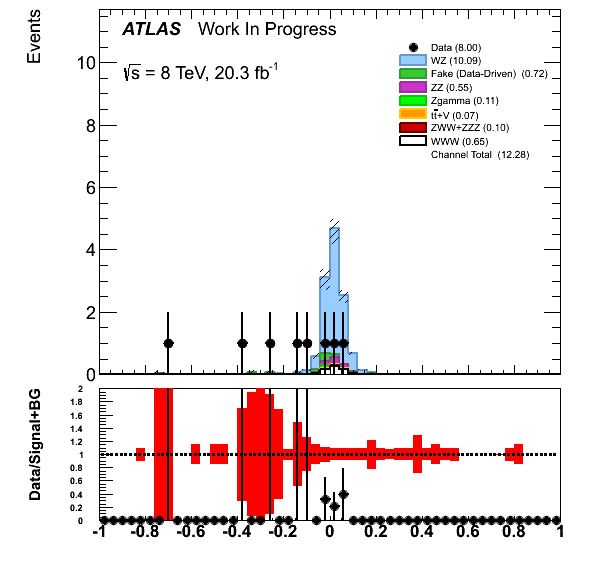 Events
ATLAS Work In Progress
√s = 8 TeV, 20.3 fb⁻¹
Data (8.00)
WZ (10.09)
Fake (Data-Driven) (0.72)
ZZ (0.55)
Zgamma (0.11)
tt̄+V (0.07)
ZWW+ZZZ (0.10)
WWW (0.65)
Channel Total (12.28)
10
8
6
4
2
0
Data/Signal+BG
2
1.8
1.6
1.4
1.2
1
0.8
0.6
0.4
0.2
0
-1 -0.8 -0.6 -0.4 -0.2 0 0.2 0.4 0.6 0.8 1